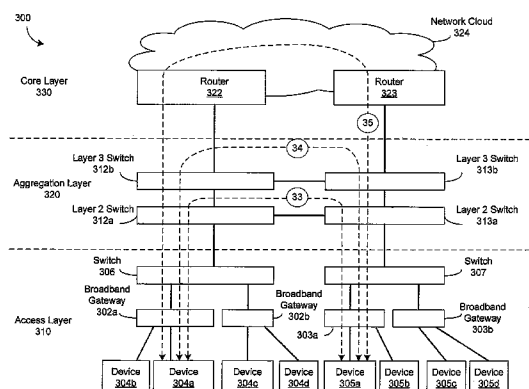 300
Network Cloud
324
Core Layer
330
Router
322
Router
323
35
34
Layer 3 Switch
312b
Layer 3 Switch
313b
Aggregation Layer
320
33
Layer 2 Switch
312a
Layer 2 Switch
313a
Switch
306
Switch
307
Broadband
Gateway
302a
Broadband
Gateway
302b
303a
Broadband
Gateway
303b
Access Layer
310
Device
304b
Device
304a
Device
304c
Device
304d
Device
305a
Device
305b
Device
305c
Device
305d